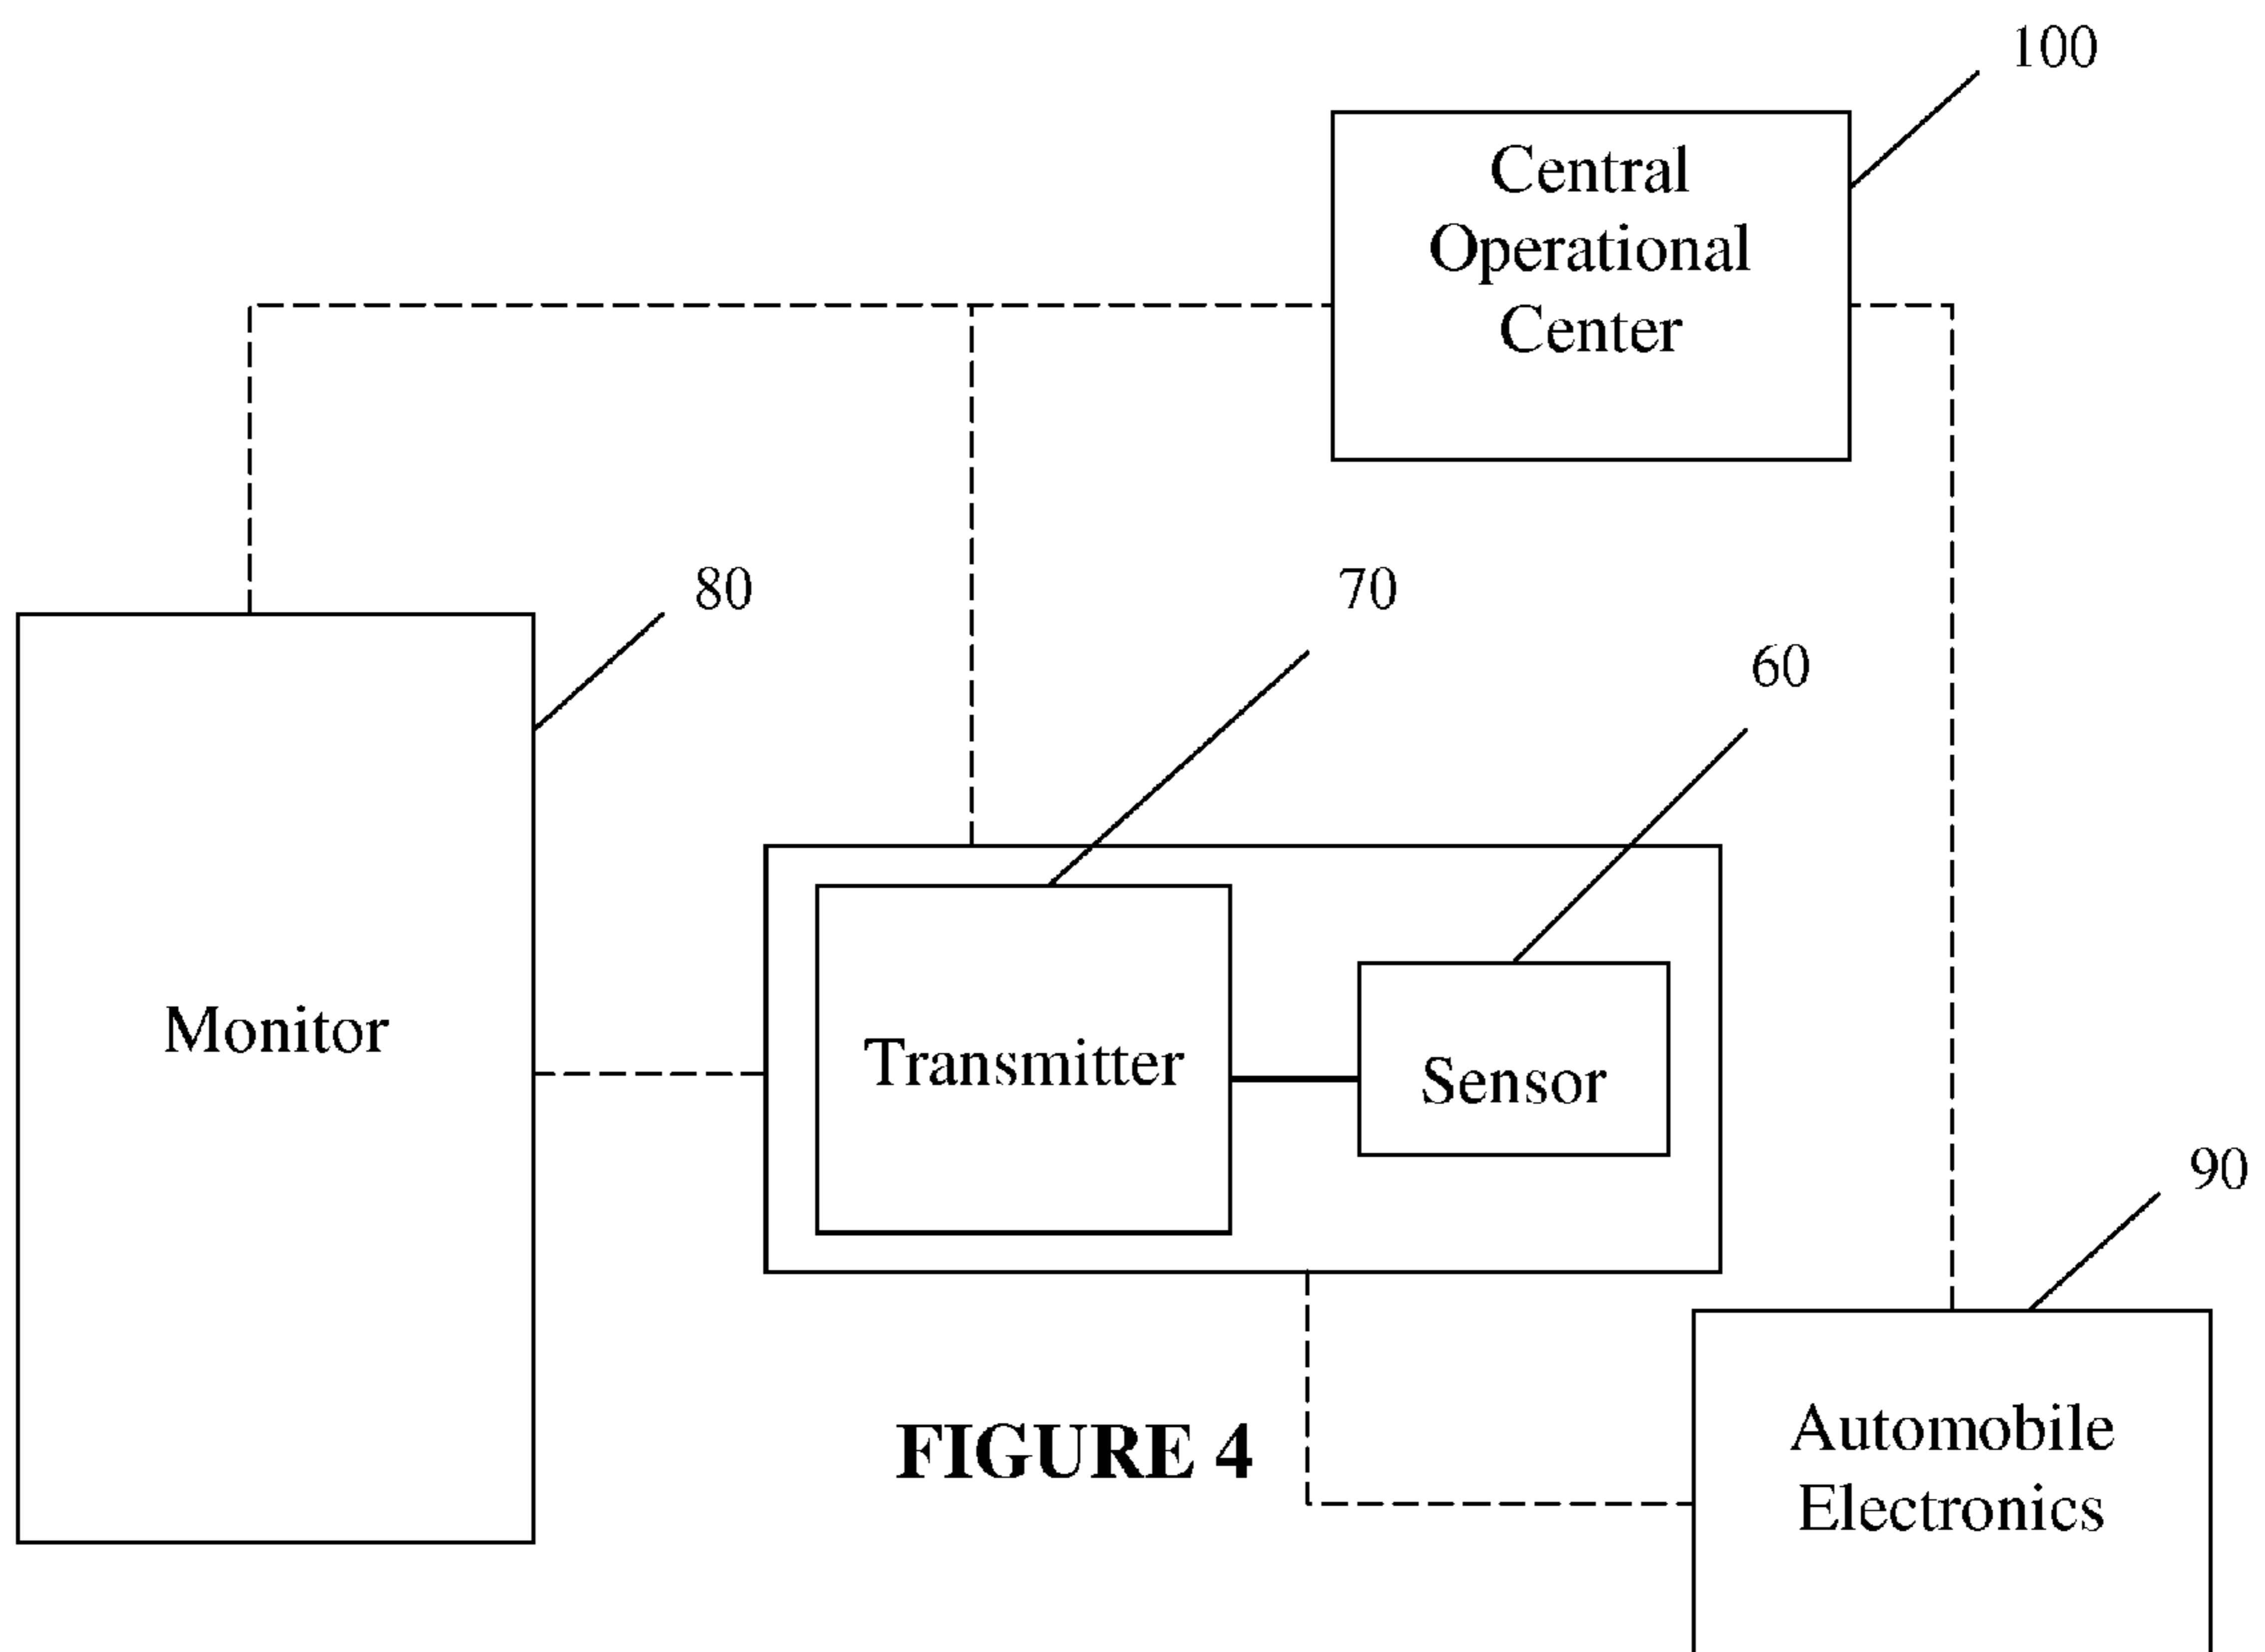 100
Central
Operational
Center
80
70
60
Monitor
Transmitter
Sensor
90
Automobile
Electronics
FIGURE 4